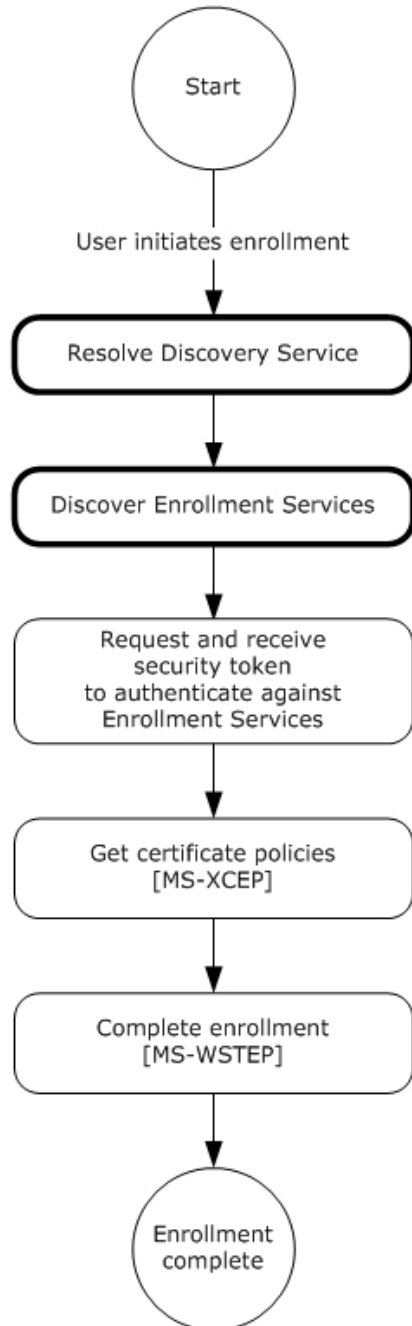 Start
User initiates enrollment
Resolve Discovery Service
Discover Enrollment Services
Request and receive
security token
to authenticate against
Enrollment Services
Get certificate policies
[MS-XCEP]
Complete enrollment
[MS-WSTEP]
Enrollment
complete